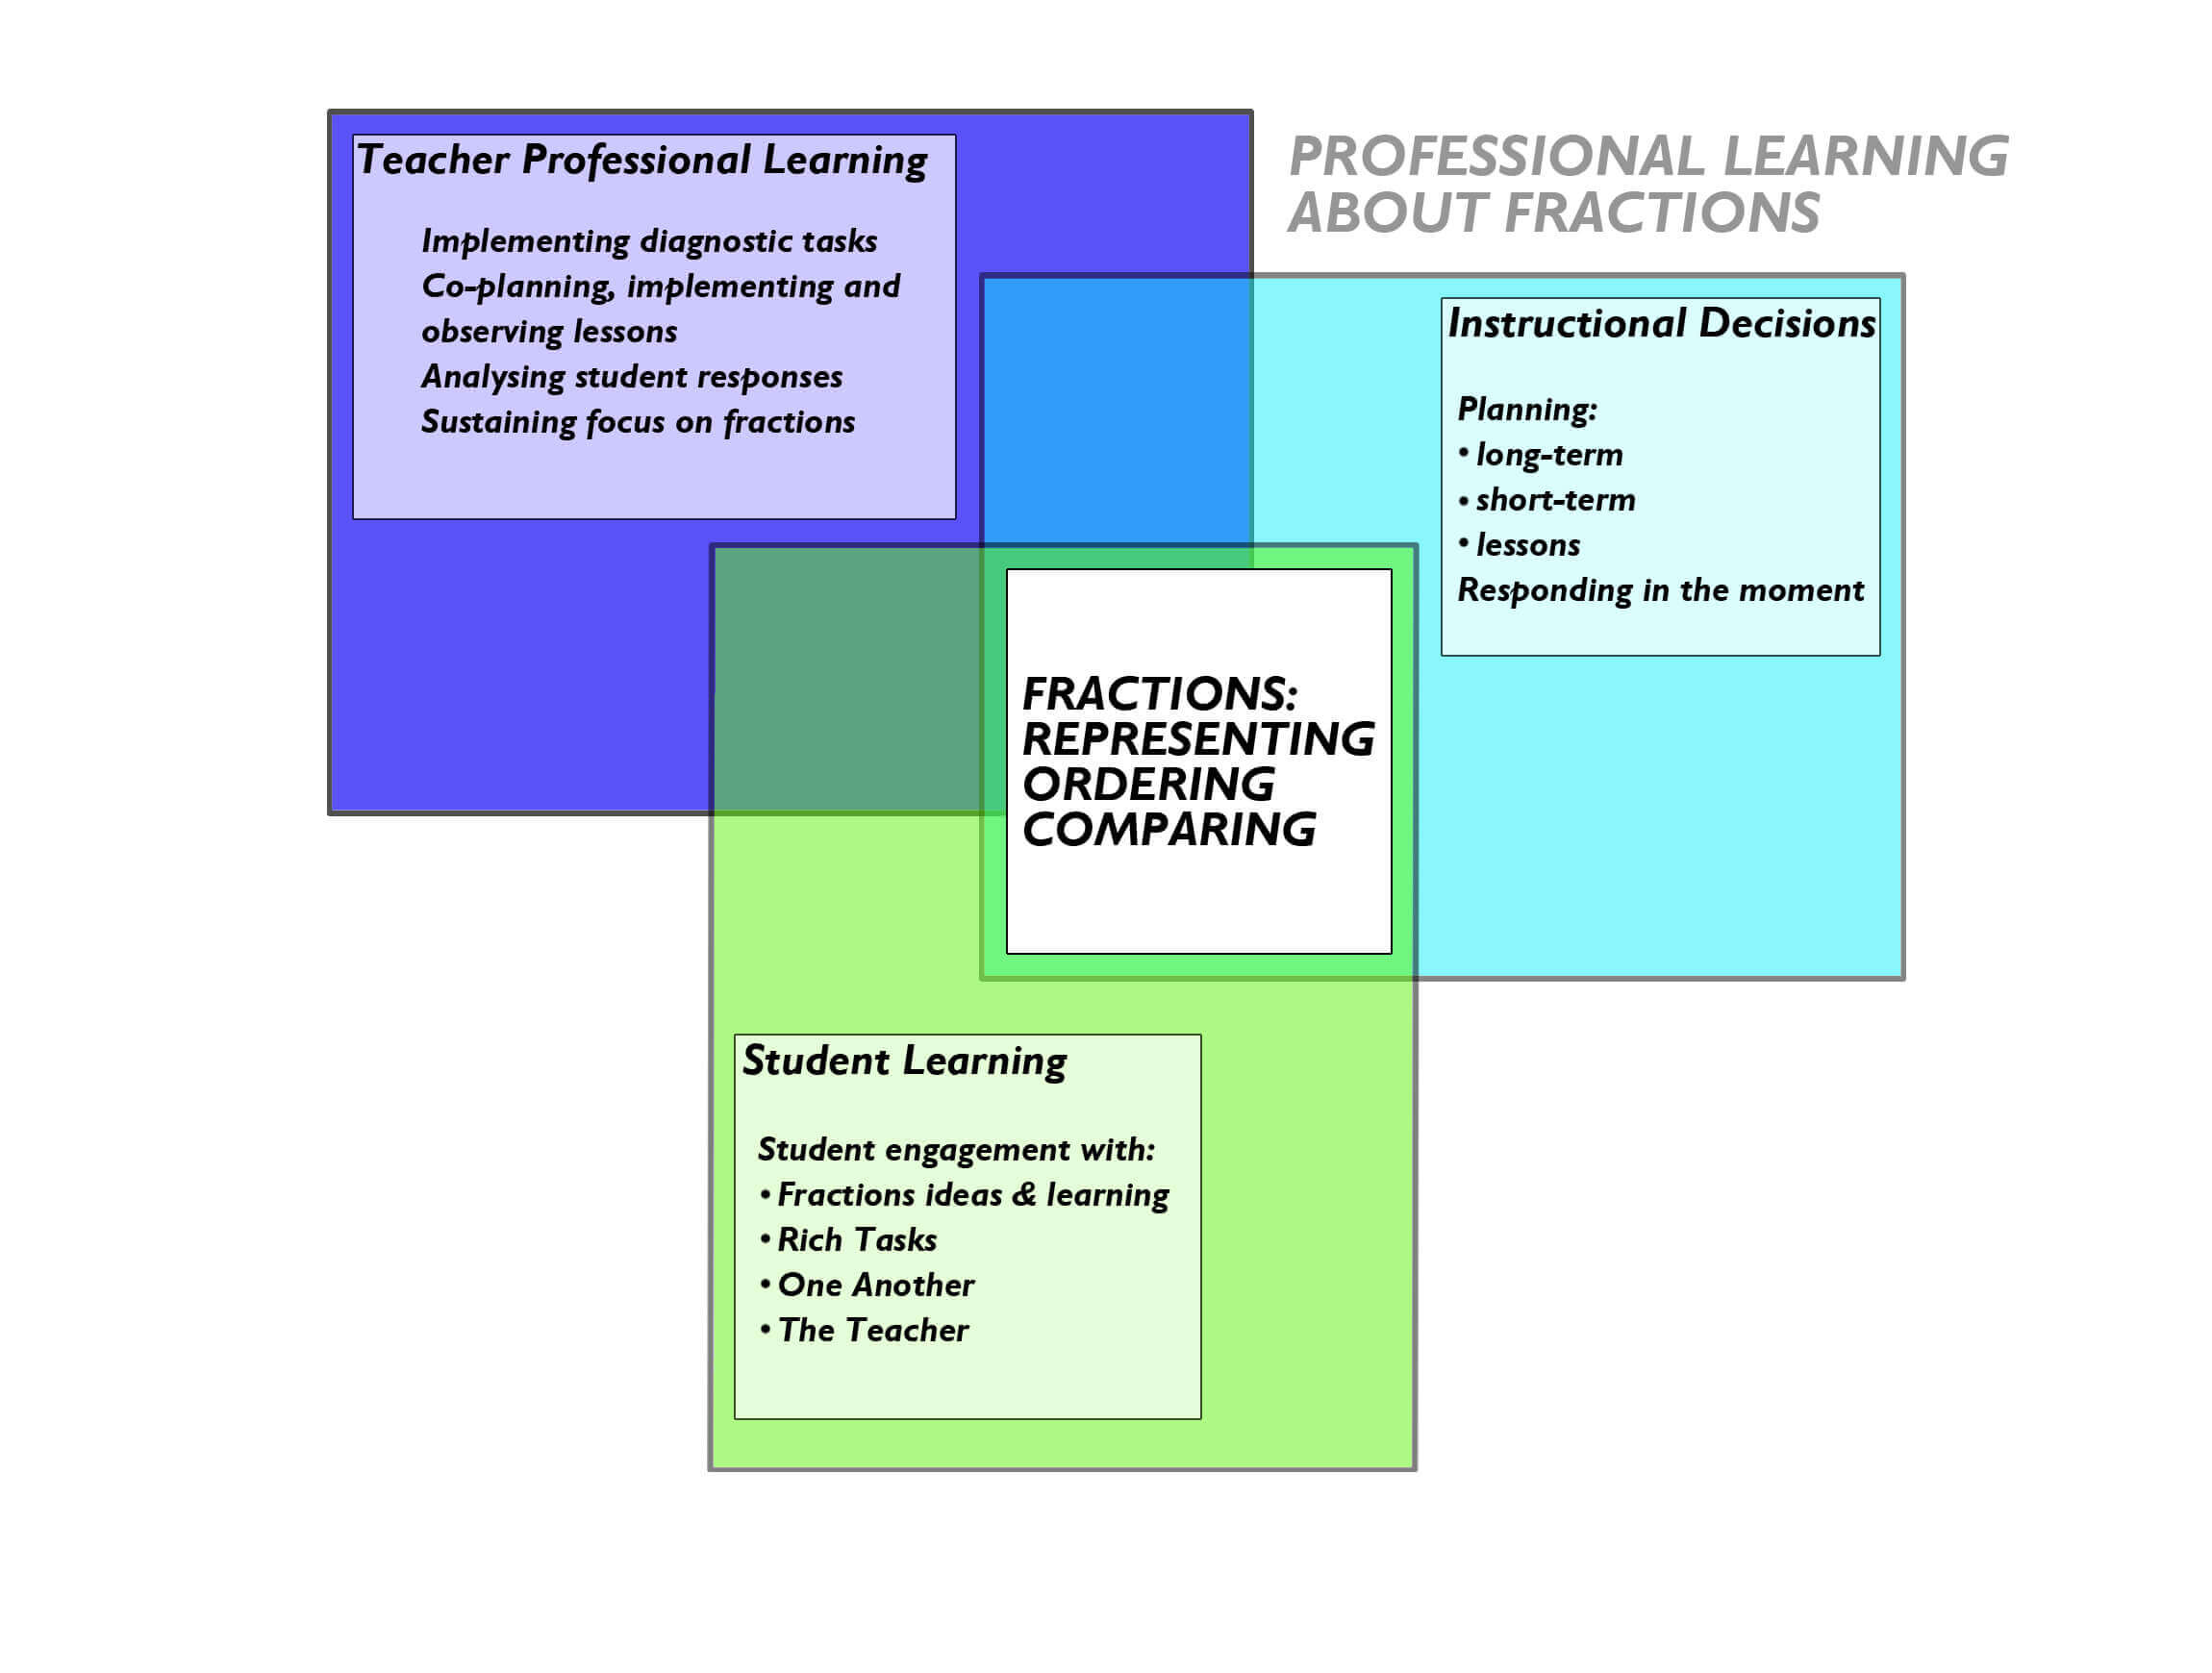 PROFESSIONAL LEARNING
ABOUT FRACTIONS
Teacher Professional Learning
Implementing diagnostic tasks
Co-planning, implementing and
observing lessons
Analysing student responses
Sustaining focus on fractions
Instructional Decisions
Planning:
• long-term
• short-term
• lessons
Responding in the moment
FRACTIONS:
REPRESENTING
ORDERING
COMPARING
Student Learning
Student engagement with:
• Fractions ideas & learning
• Rich Tasks
• One Another
• The Teacher